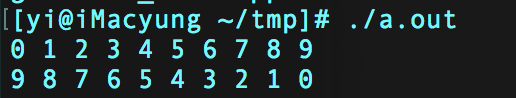 [[yi@iMacyung ~/tmp]# ./a.out
0 1 2 3 4 5 6 7 8 9
9 8 7 6 5 4 3 2 1 0